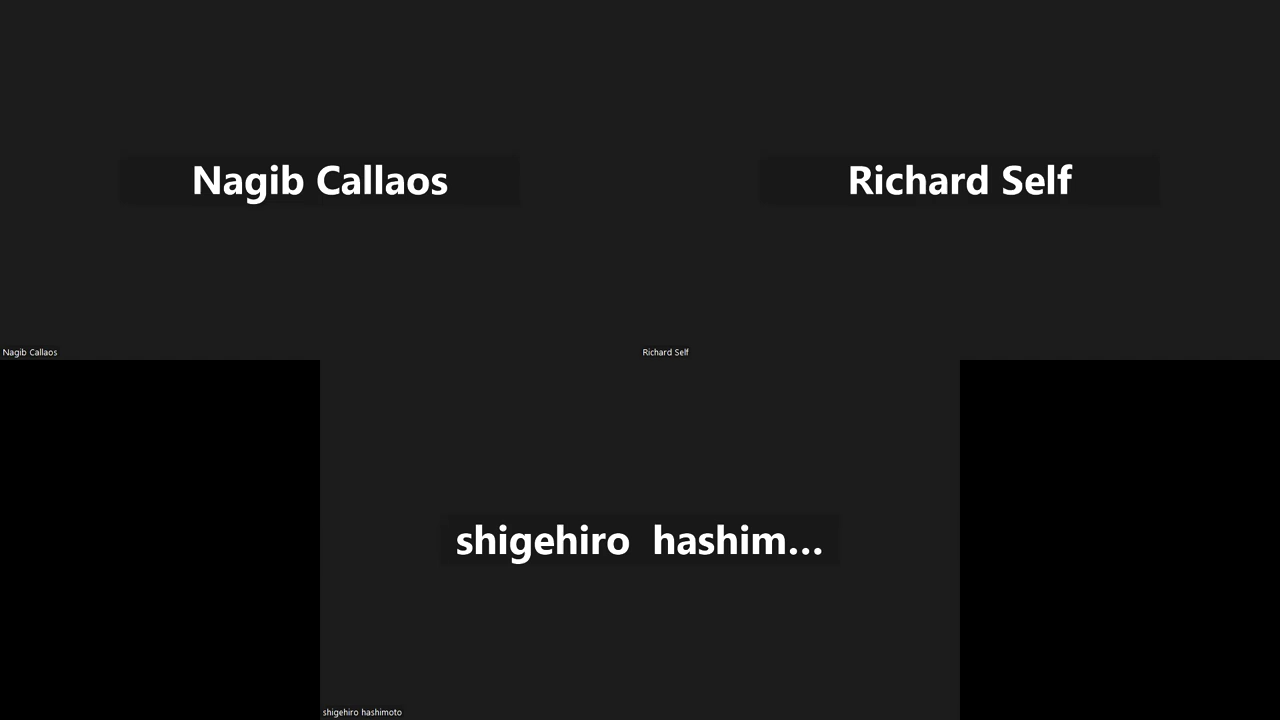 Nagib Callaos
Richard Self
Nagib Callaos
Richard Self
shigehiro  hashim...
shigehiro hashimoto